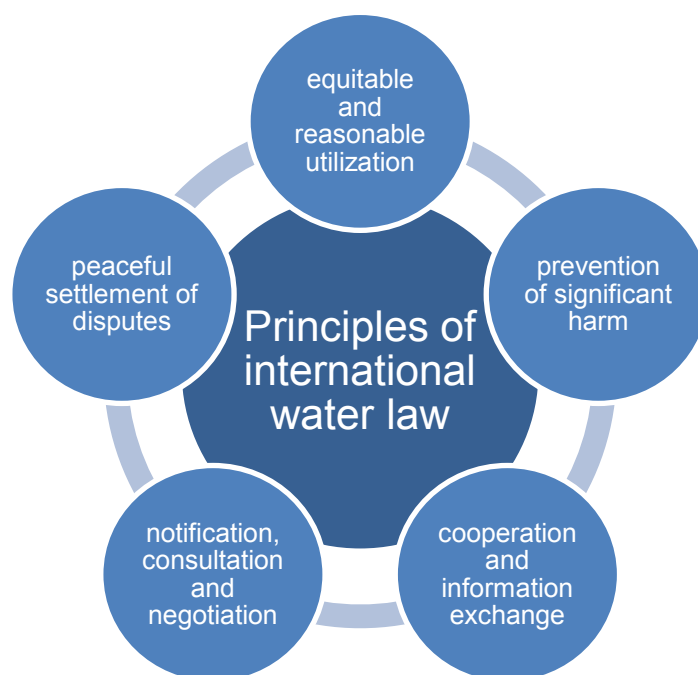 equitable
and
reasonable
utilization
peaceful
settlement of
disputes
prevention
of significant
harm
Principles of
international
water law
notification,
consultation
and
negotiation
cooperation
and
information
exchange